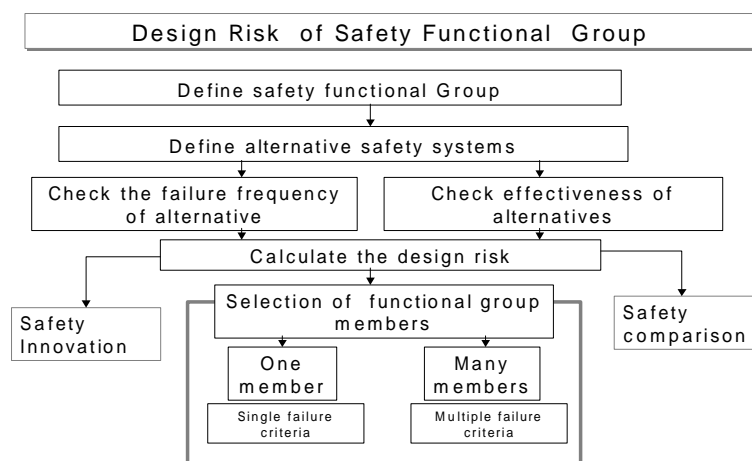 Design Risk of Safety Functional Group
Define safety functional Group
Define alternative safety systems
Check the failure frequency
of alternative
Check effectiveness of
alternatives
Calculate the design risk
Safety
Innovation
Selection of functional group
members
Safety
comparison
One
member
Many
members
Single failure
criteria
Multiple failure
criteria